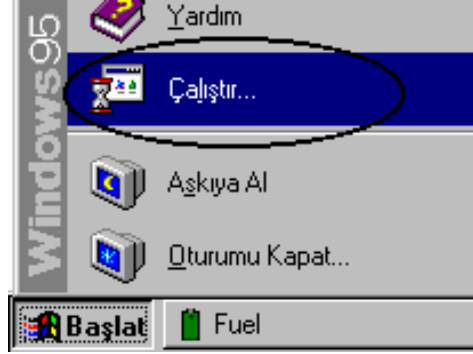 Windows95
Yardım
Çalıştır...
Askıya Al
Oturumu Kapat...
Başlat
Fuel